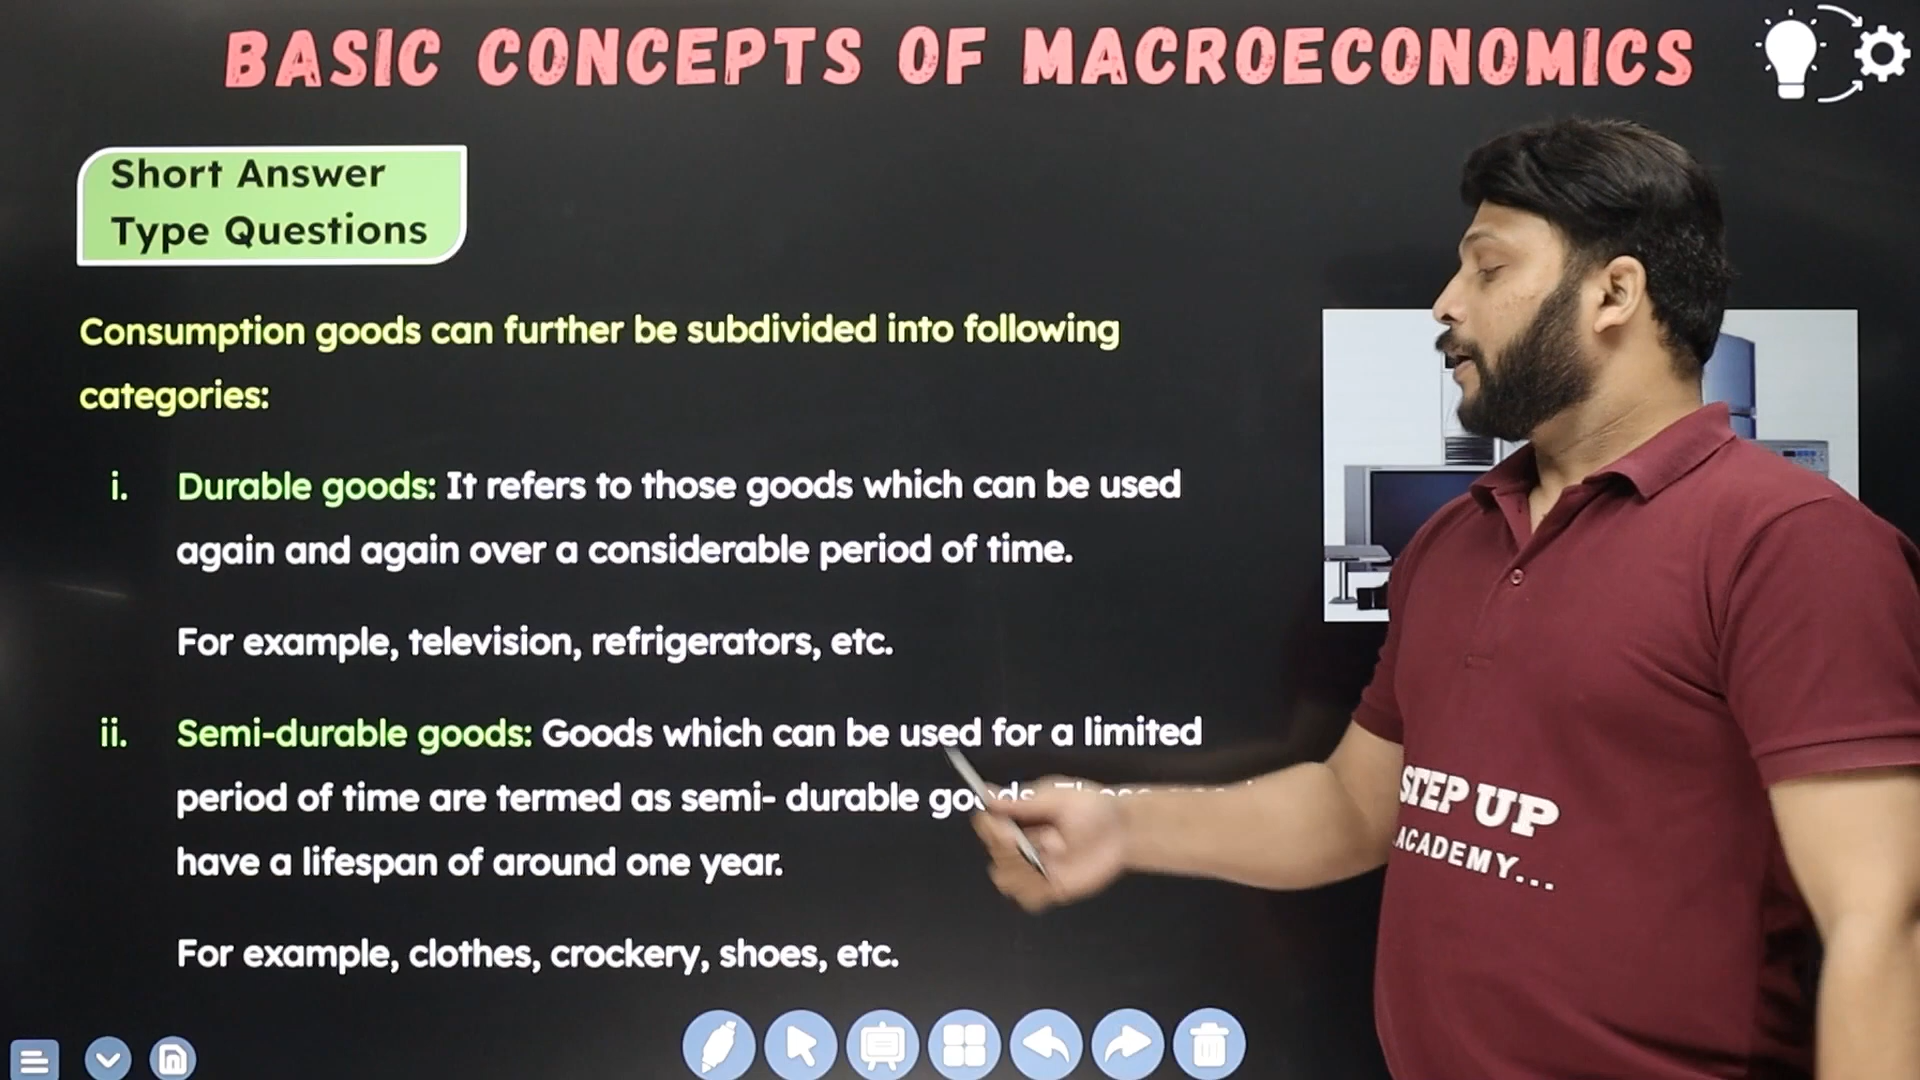 BASIC CONCEPTS OF MACROECONOMICS
Short Answer
Type Questions
Consumption goods can further be subdivided into following
categories:
i. Durable goods: It refers to those goods which can be used
again and again over a considerable period of time.
For example, television, refrigerators, etc.
ii. Semi-durable goods: Goods which can be used for a limited
period of time are termed as semi- durable goods.
have a lifespan of around one year.
For example, clothes, crockery, shoes, etc.
STEP UP
ACADEMY...